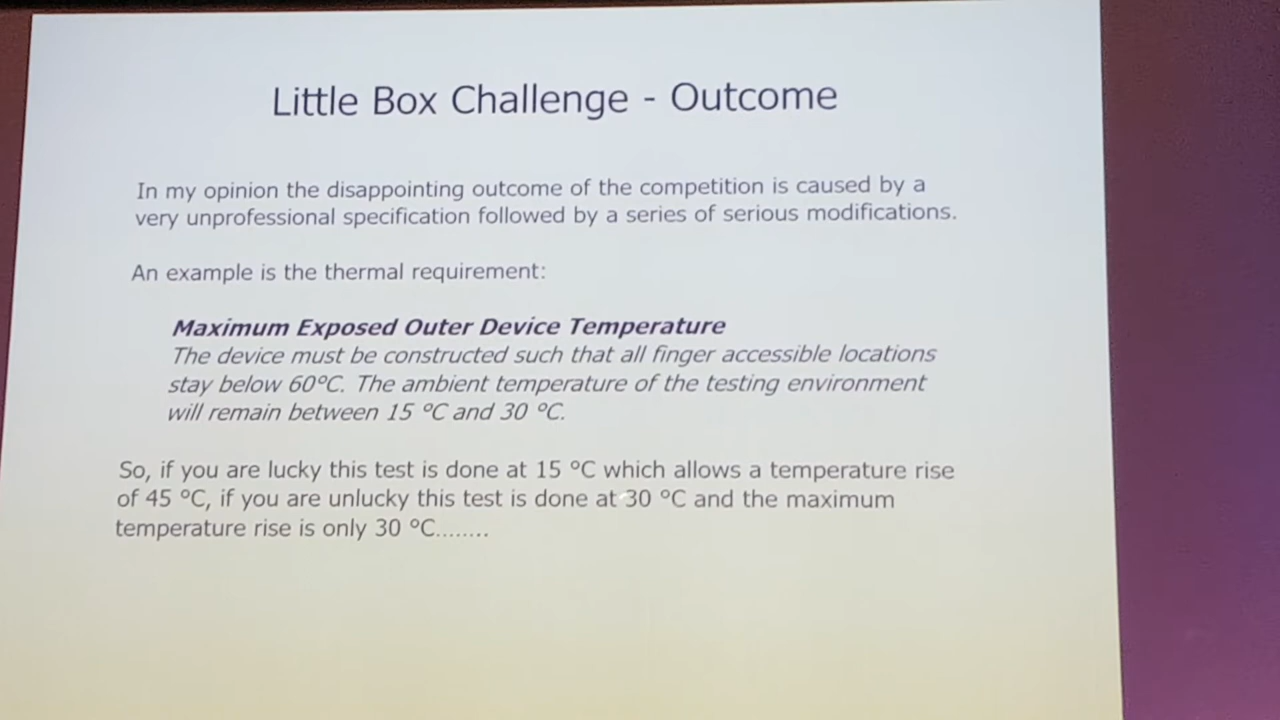 Little Box Challenge - Outcome
In my opinion the disappointing outcome of the competition is caused by a
very unprofessional specification followed by a series of serious modifications.
An example is the thermal requirement:
Maximum Exposed Outer Device Temperature
The device must be constructed such that all finger accessible locations
stay below 60°C. The ambient temperature of the testing environment
will remain between 15 °C and 30 °C.
So, if you are lucky this test is done at 15 °C which allows a temperature rise
of 45 °C, if you are unlucky this test is done at 30 °C and the maximum
temperature rise is only 30 °C........